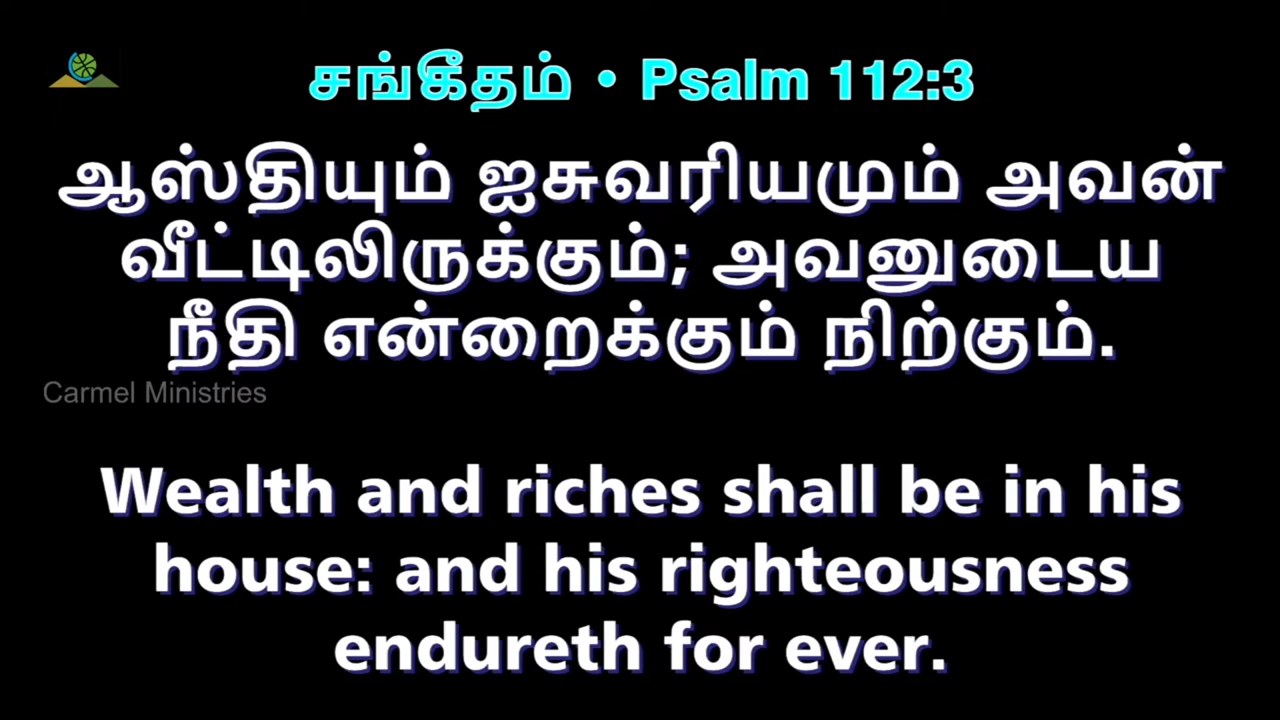 சங்கீதம் • Psalm 112:3
ஆஸ்தியும் ஐசுவரியமும் அவன்
வீட்டிலிருக்கும்; அவனுடைய
நீதி என்றைக்கும் நிற்கும்.
Carmel Ministries
Wealth and riches shall be in his
house: and his righteousness
endureth for ever.